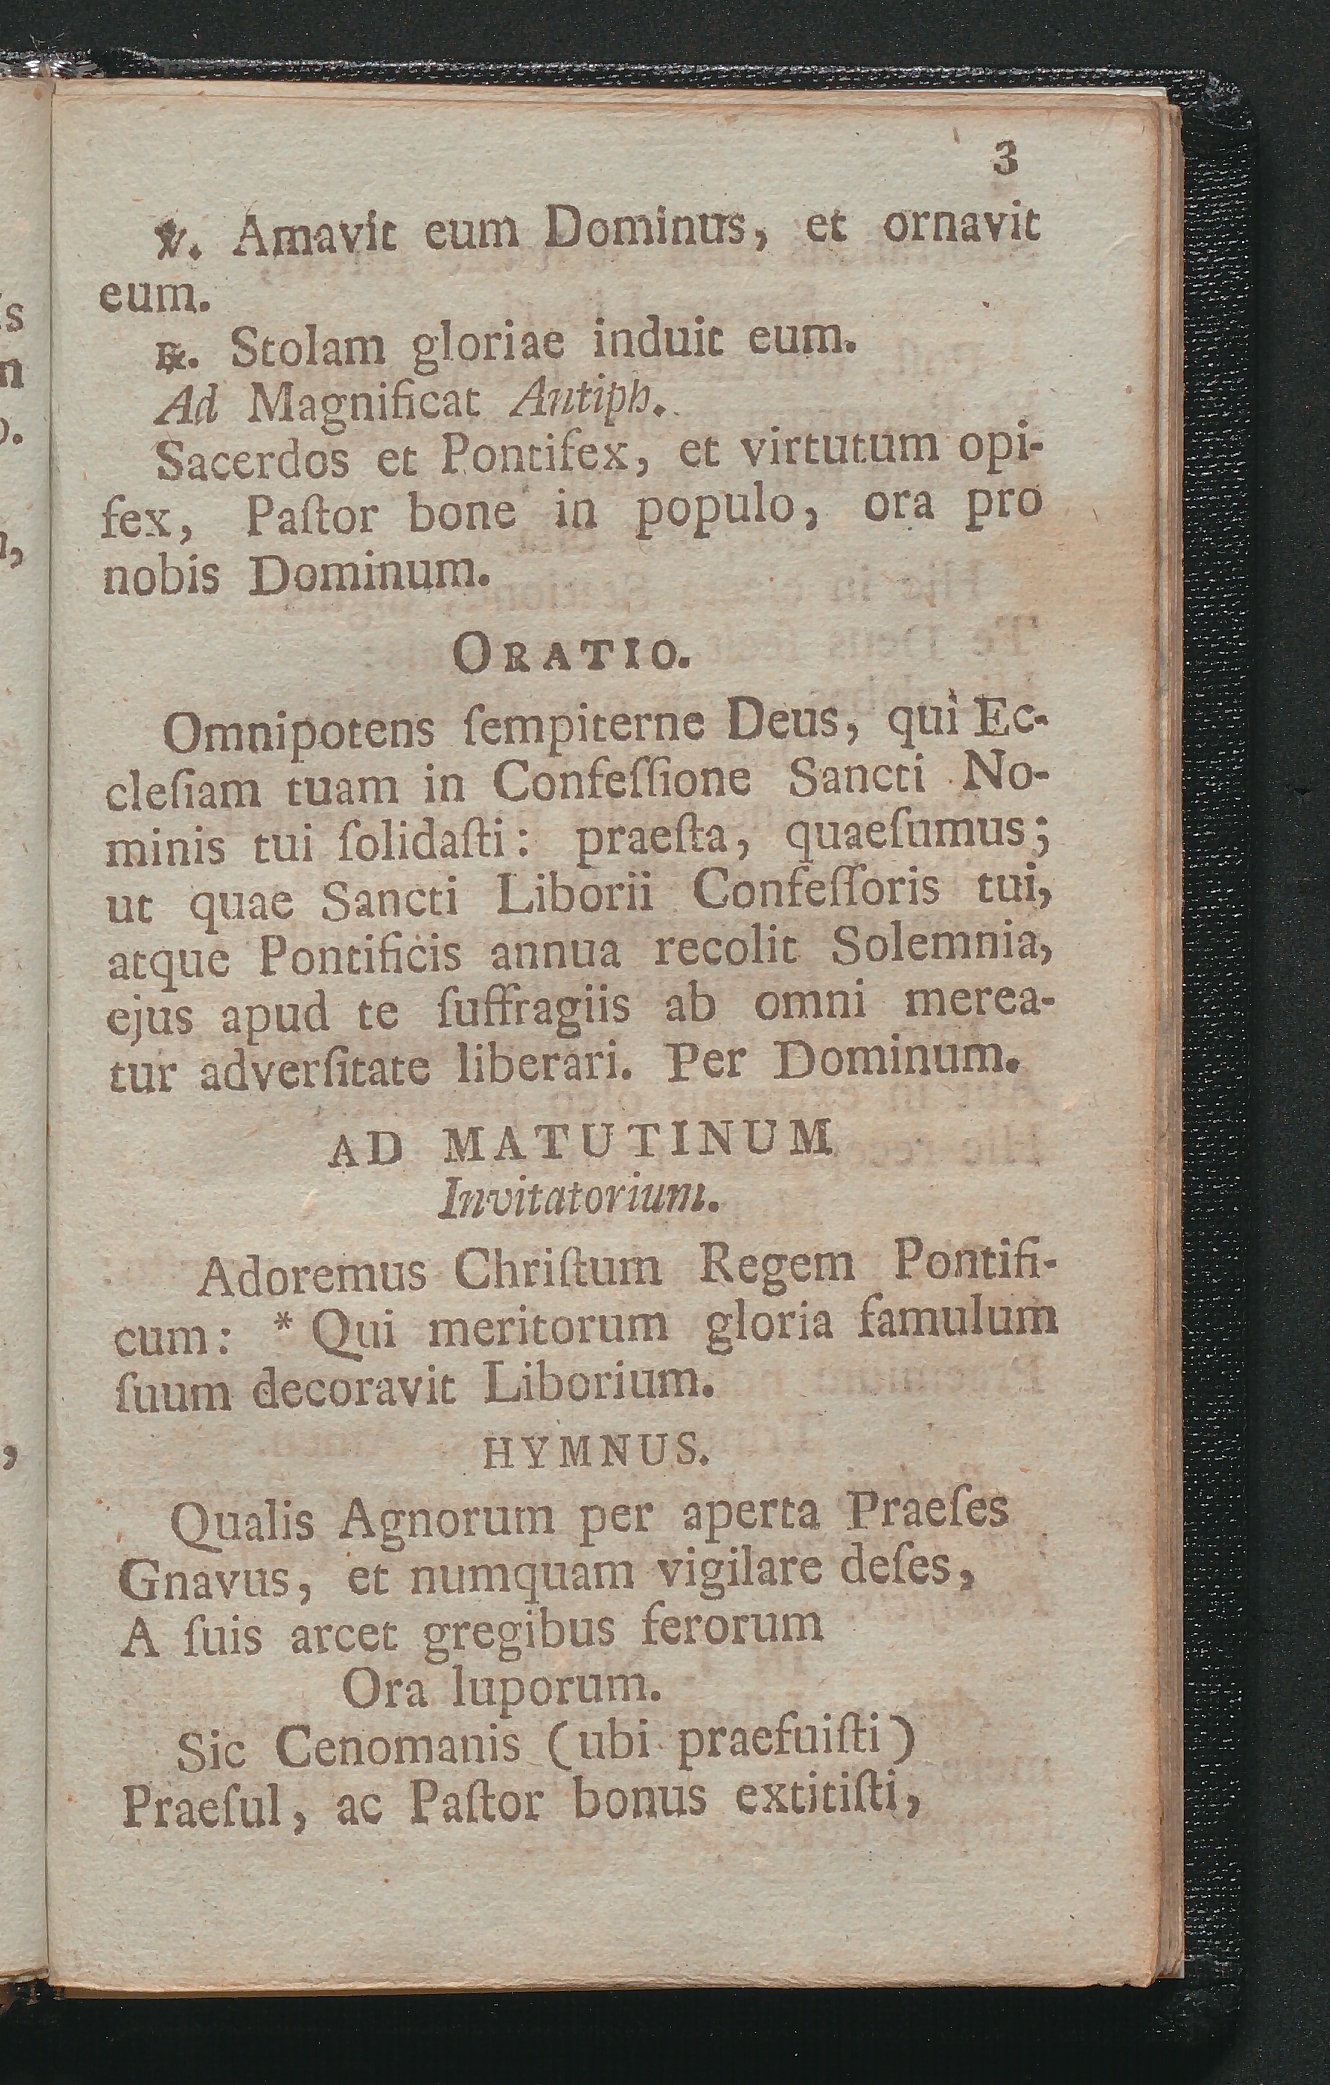 3
℣. Amavit eum Dominus, et ornavit
eum.
℟. Stolam gloriae induit eum.
Ad Magnificat Antiph.
Sacerdos et Pontifex, et virtutum opi-
fex, Paſtor bone in populo, ora pro
nobis Dominum.
ORATIO.
Omnipotens ſempiterne Deus, qui Ec-
cleſiam tuam in Confeſſione Sancti No-
minis tui ſolidaſti: praeſta, quaeſumus;
ut quae Sancti Liborii Confeſſoris tui,
atque Pontificis annua recolit Solemnia,
ejus apud te ſuffragiis ab omni merea-
tur adverſitate liberari. Per Dominum.
AD MATUTINUM
Invitatorium.
Adoremus Chriſtum Regem Pontifi-
cum: * Qui meritorum gloria famulum
ſuum decoravit Liborium.
HYMNUS.
Qualis Agnorum per aperta Praeſes
Gnavus, et numquam vigilare deſes,
A ſuis arcet gregibus ferorum
Ora luporum.
Sic Cenomanis (ubi praefuiſti)
Praeſul, ac Paſtor bonus extitiſti,